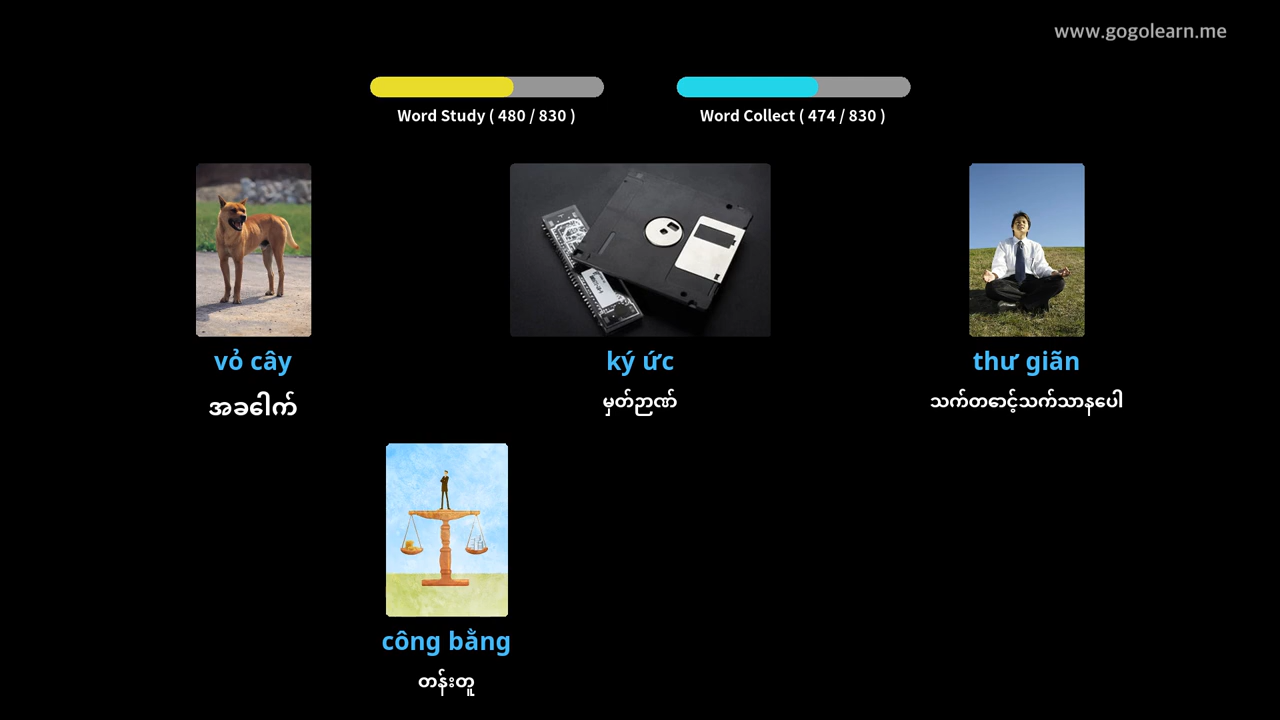 www.gogolearn.me
Word Study ( 480 / 830 )
Word Collect ( 474 / 830 )
vỏ cây
ký ức
thư giãn
အခေါက်
မှတ်ဉာဏ်
သက်တောင့်သက်သာနပေါ
công bằng
တန်းတူ